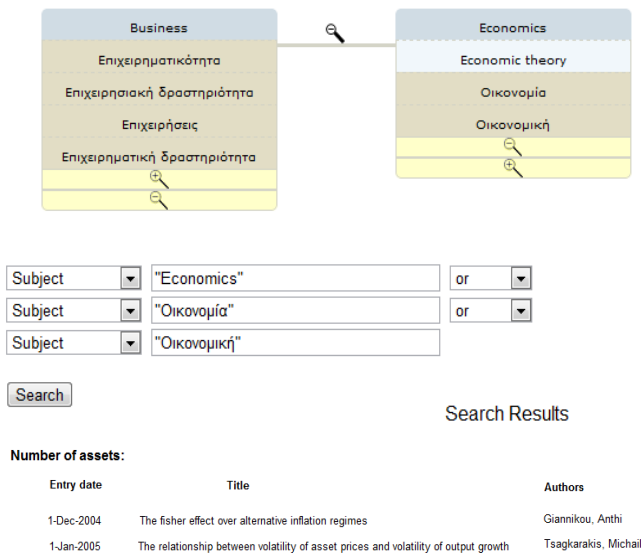 Business
Επιχειρηματικότητα
Επιχειρησιακή δραστηριότητα
Επιχειρήσεις
Επιχειρηματική δραστηριότητα
Economics
Economic theory
Οικονομία
Οικονομική
Subject "Economics" or
Subject "Οικονομία" or
Subject "Οικονομική"
Search
Search Results
Number of assets:
Entry date Title Authors
1-Dec-2004 The fisher effect over alternative inflation regimes Giannikou, Anthi
1-Jan-2005 The relationship between volatility of asset prices and volatility of output growth Tsagkarakis, Michail